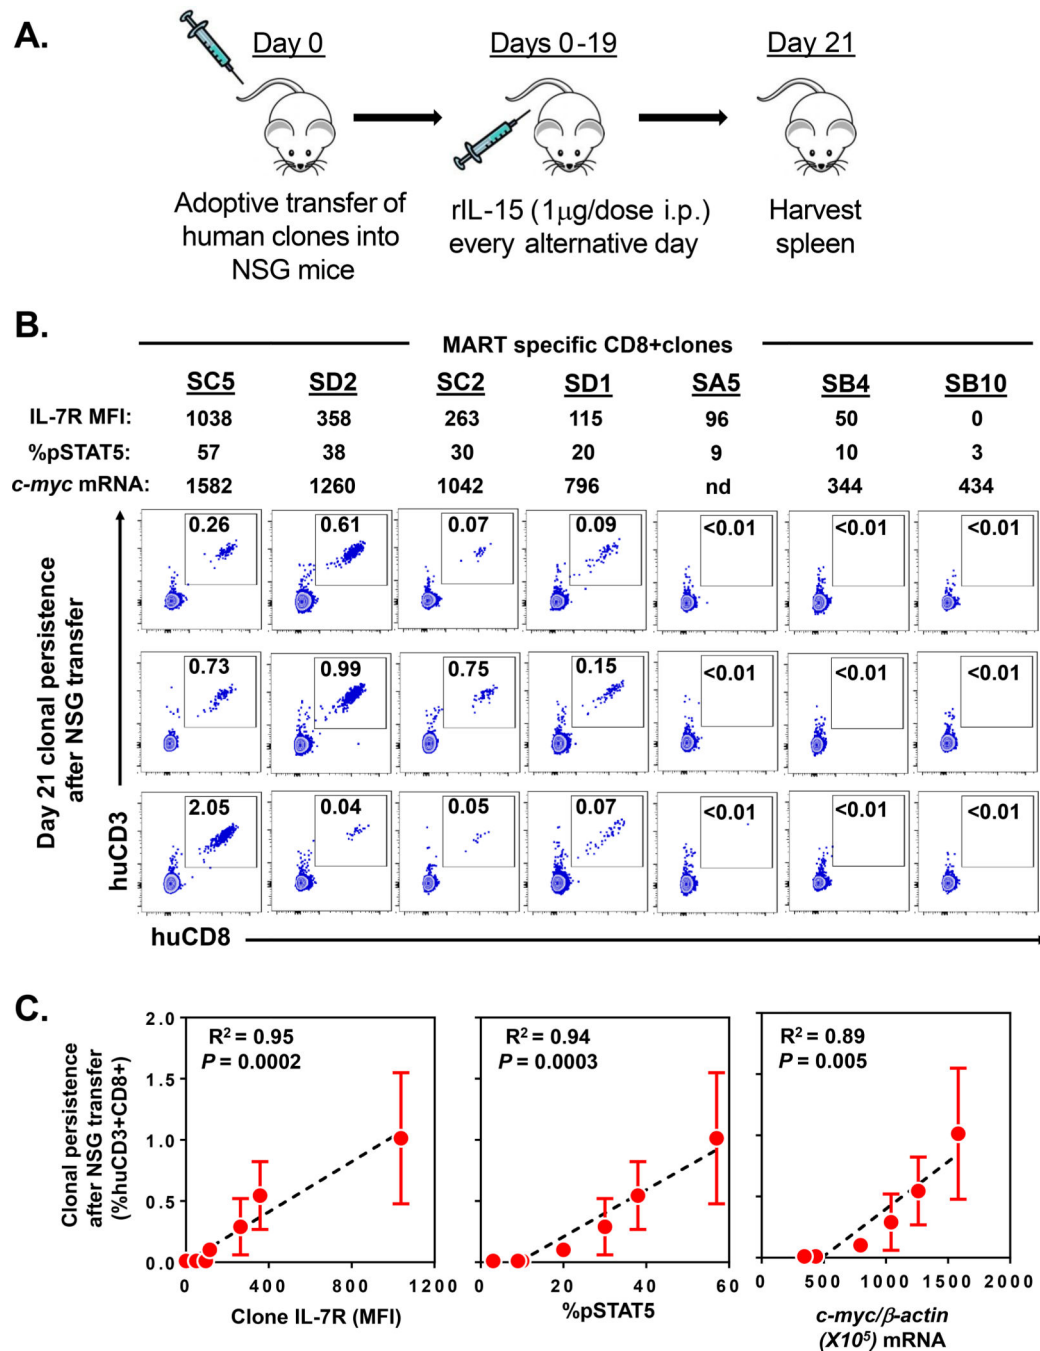 A.
Day 0
Days 0-19
Day 21
Adoptive transfer of
human clones into
NSG mice
rIL-15 (1μg/dose i.p.)
every alternative day
Harvest
spleen
B.
MART specific CD8+clones
SC5 SD2 SC2 SD1 SA5 SB4 SB10
IL-7R MFI: 1038 358 263 115 96 50 0
%pSTAT5: 57 38 30 20 9 10 3
c-myc mRNA: 1582 1260 1042 796 nd 344 434
0.26 0.61 0.07 0.09 <0.01 <0.01 <0.01
0.73 0.99 0.75 0.15 <0.01 <0.01 <0.01
2.05 0.04 0.05 0.07 <0.01 <0.01 <0.01
Day 21 clonal persistence
after NSG transfer
huCD3
huCD8
C.
Clonal persistence
after NSG transfer
(%huCD3+CD8+)
2.0
1.5
1.0
0.5
0.0
R² = 0.95
P = 0.0002
0 400 800 1200
Clone IL-7R (MFI)
R² = 0.94
P = 0.0003
0 20 40 60
%pSTAT5
R² = 0.89
P = 0.005
0 500 1000 1500 2000
c-myc/β-actin
(X10⁵) mRNA